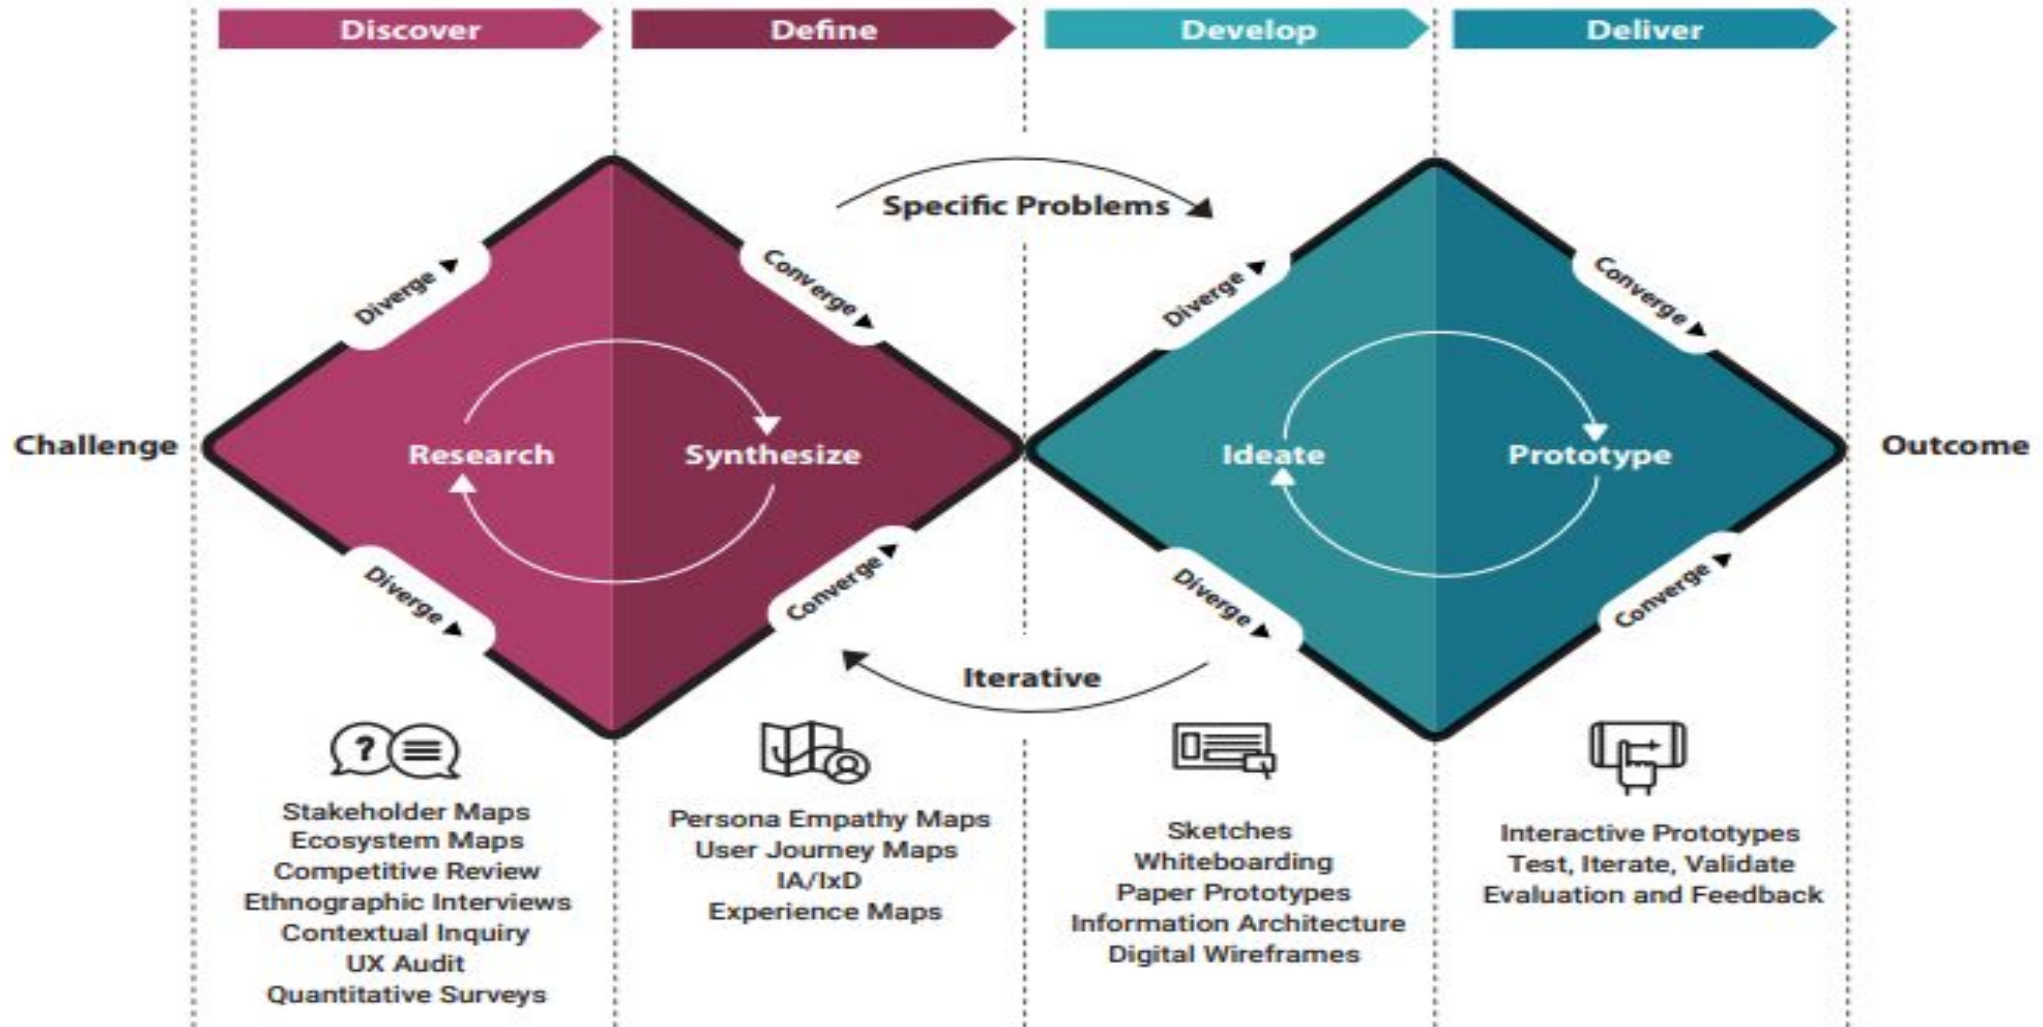 Discover
Define
Develop
Deliver
Specific Problems
Diverge
Converge
Diverge
Converge
Challenge
Research
Synthesize
Ideate
Prototype
Outcome
Diverge
Converge
Diverge
Converge
Iterative
?
Stakeholder Maps
Ecosystem Maps
Competitive Review
Ethnographic Interviews
Contextual Inquiry
UX Audit
Quantitative Surveys
Persona Empathy Maps
User Journey Maps
IA/IxD
Experience Maps
Sketches
Whiteboarding
Paper Prototypes
Information Architecture
Digital Wireframes
Interactive Prototypes
Test, Iterate, Validate
Evaluation and Feedback